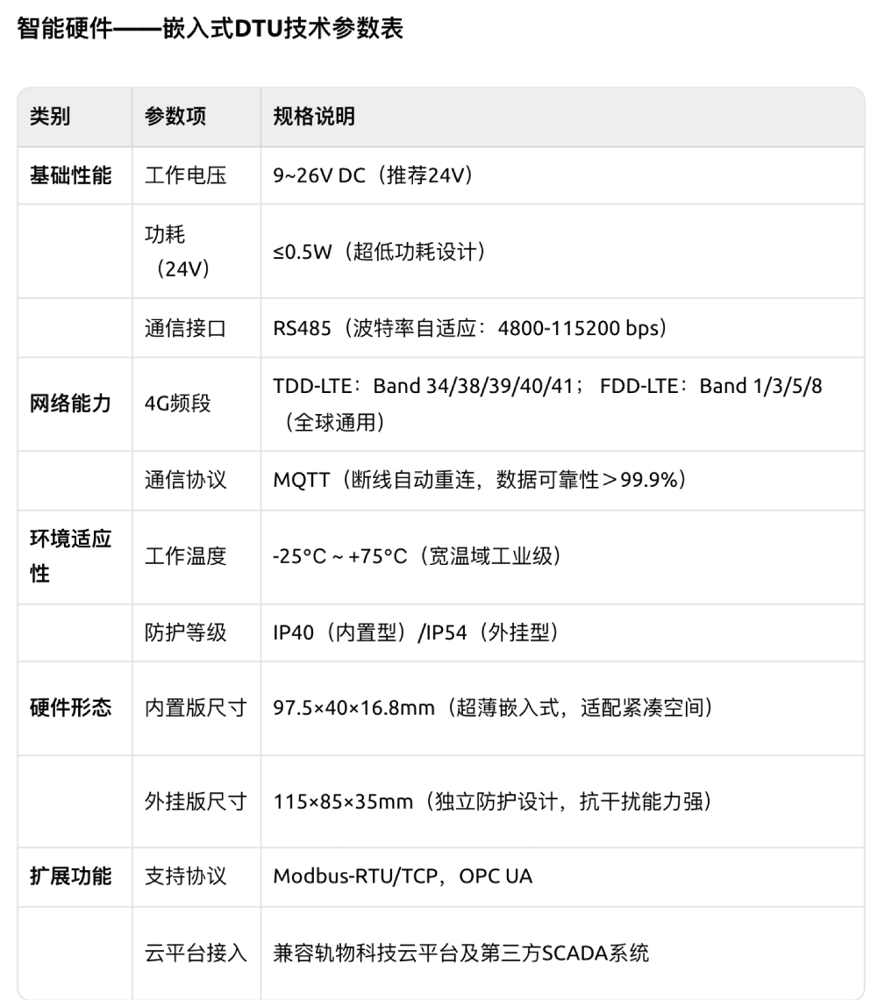 智能硬件——嵌入式DTU技术参数表
类别 参数项 规格说明
基础性能 工作电压 9~26V DC（推荐24V）
功耗
（24V） ≤0.5W（超低功耗设计）
通信接口 RS485（波特率自适应：4800-115200 bps）
网络能力 4G频段 TDD-LTE：Band 34/38/39/40/41； FDD-LTE：Band 1/3/5/8
（全球通用）
通信协议 MQTT（断线自动重连，数据可靠性＞99.9%）
环境适应
性 工作温度 -25°C ~ +75°C（宽温域工业级）
防护等级 IP40（内置型）/IP54（外挂型）
硬件形态 内置版尺寸 97.5×40×16.8mm（超薄嵌入式，适配紧凑空间）
外挂版尺寸 115×85×35mm（独立防护设计，抗干扰能力强）
扩展功能 支持协议 Modbus-RTU/TCP，OPC UA
云平台接入 兼容轨物科技云平台及第三方SCADA系统